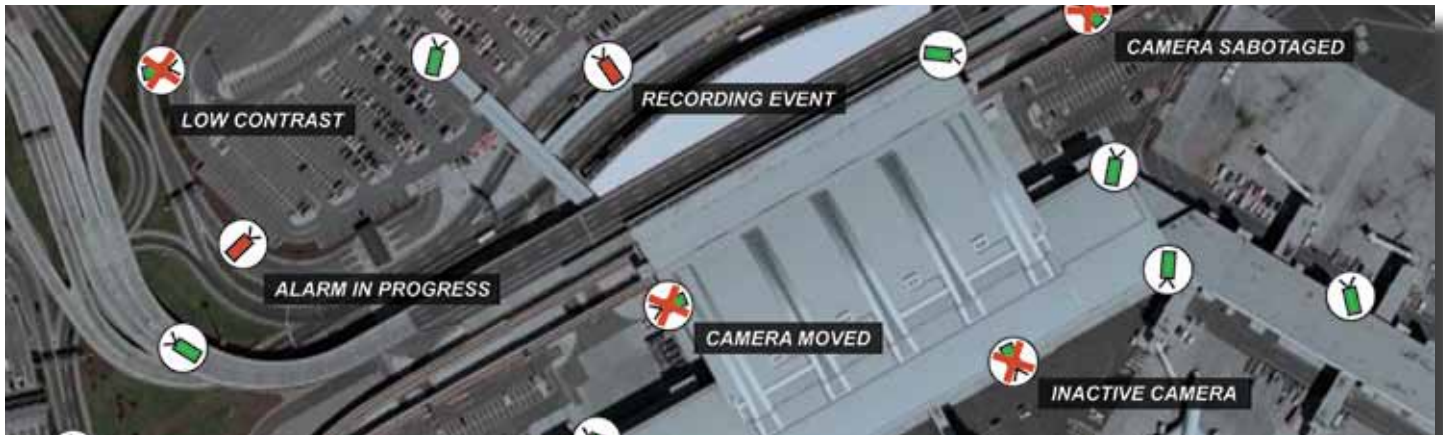 CAMERA SABOTAGED
RECORDING EVENT
LOW CONTRAST
ALARM IN PROGRESS
CAMERA MOVED
INACTIVE CAMERA